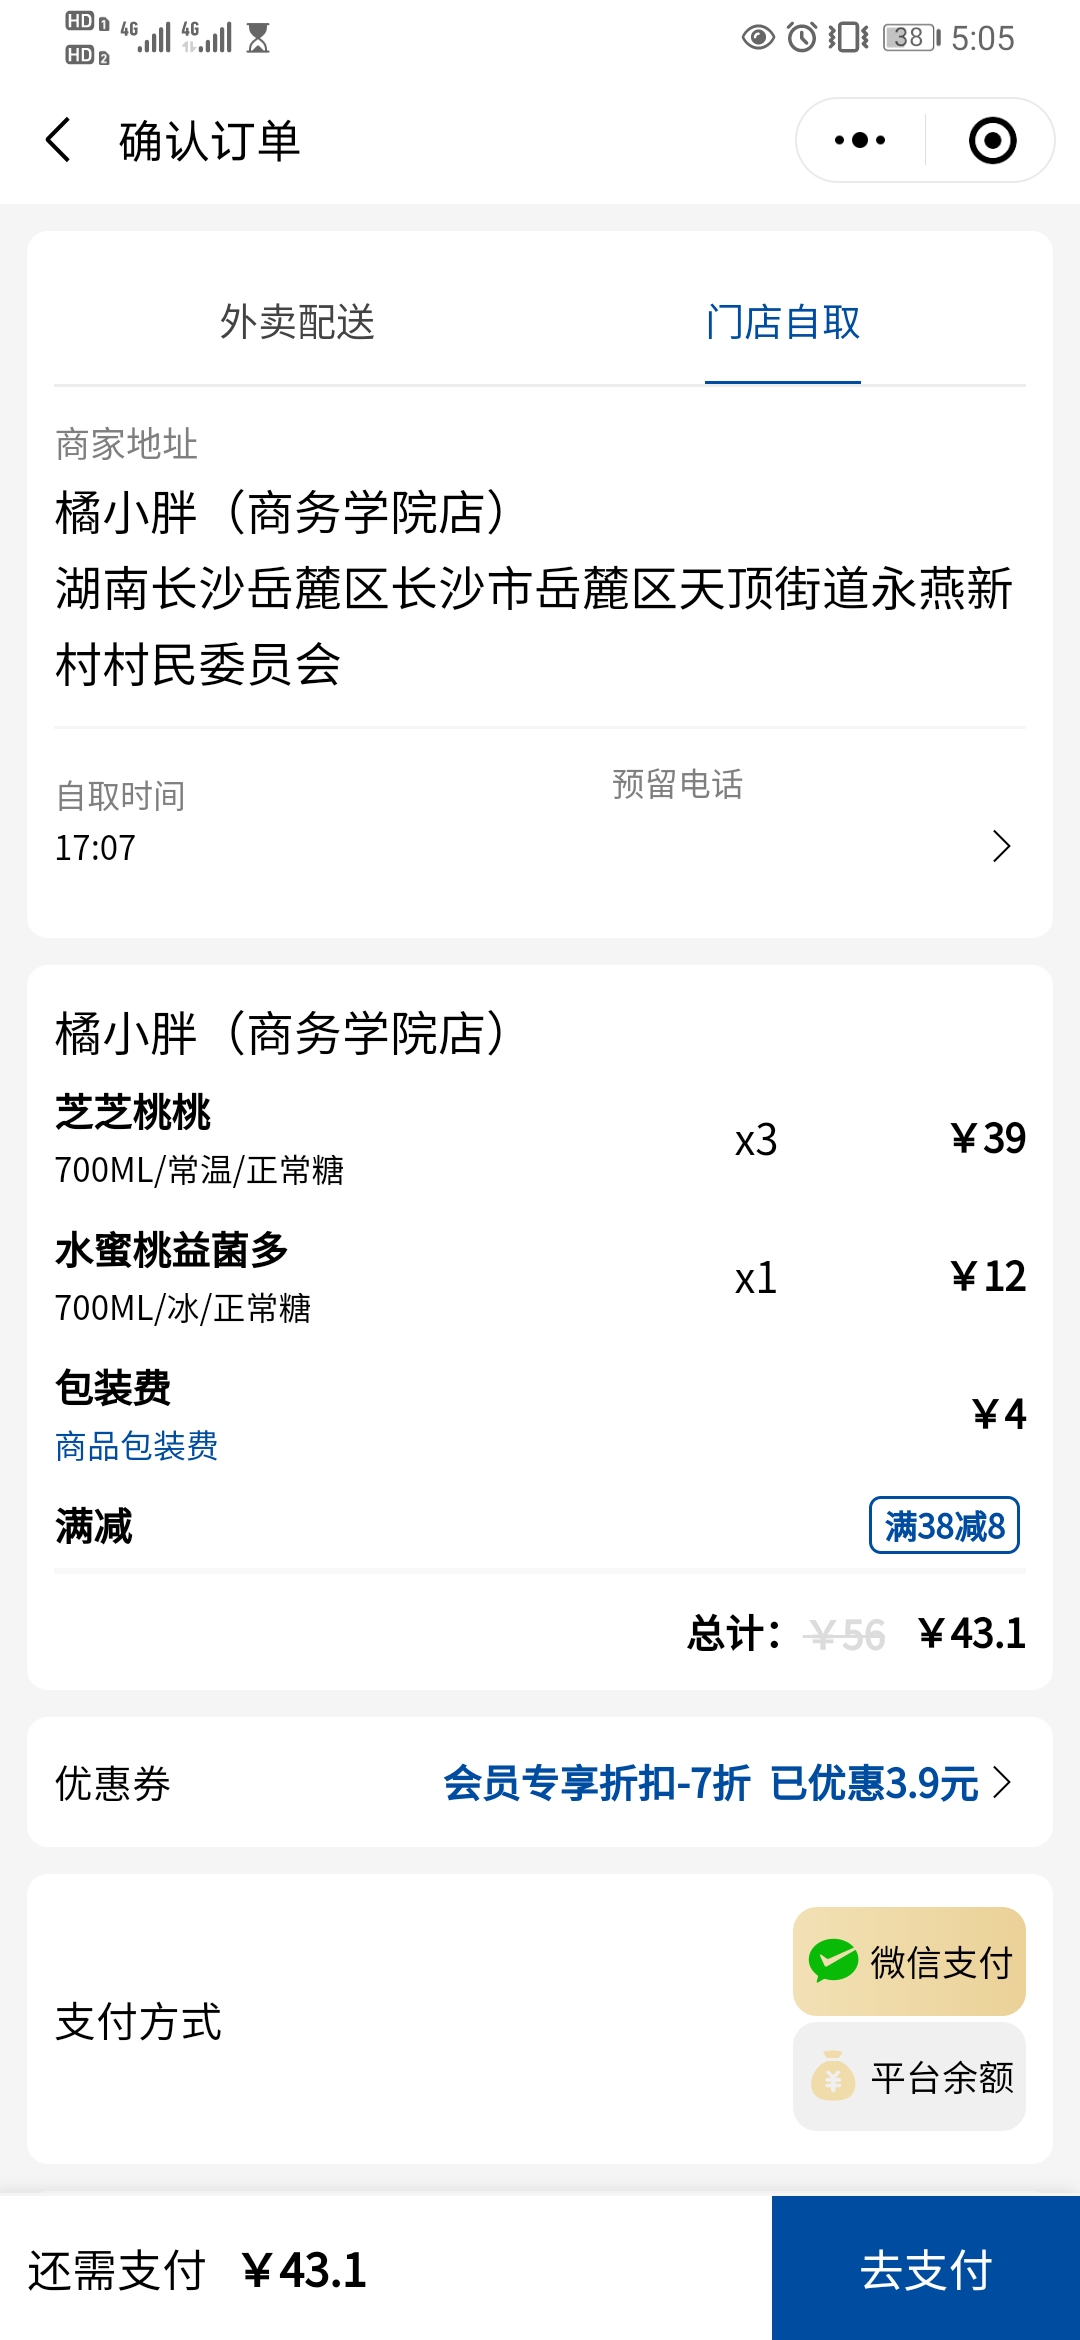 HD 1 4G 4G 38 5:05
HD 2
确认订单
外卖配送 门店自取
商家地址
橘小胖（商务学院店）
湖南长沙岳麓区长沙市岳麓区天顶街道永燕新
村村民委员会
自取时间 预留电话
17:07
橘小胖（商务学院店）
芝芝桃桃
700ML/常温/正常糖 x3 ￥39
水蜜桃益菌多
700ML/冰/正常糖 x1 ￥12
包装费
商品包装费 ￥4
满减 满38减8
总计： ￥56 ￥43.1
优惠券 会员专享折扣-7折 已优惠3.9元
微信支付
支付方式
平台余额
还需支付 ￥43.1 去支付